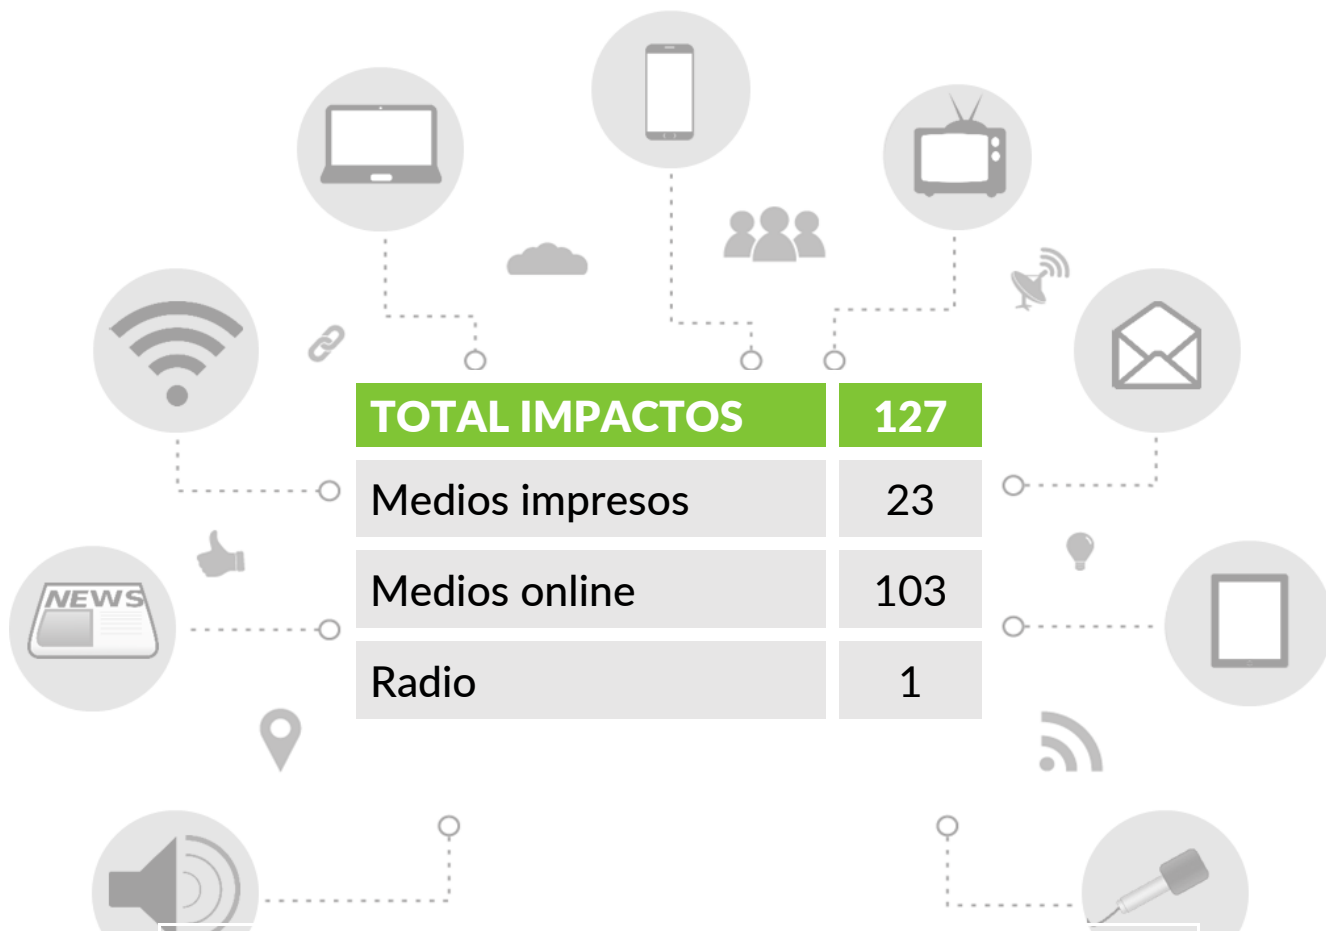 TOTAL IMPACTOS 127
Medios impresos 23
Medios online 103
NEWS
Radio 1